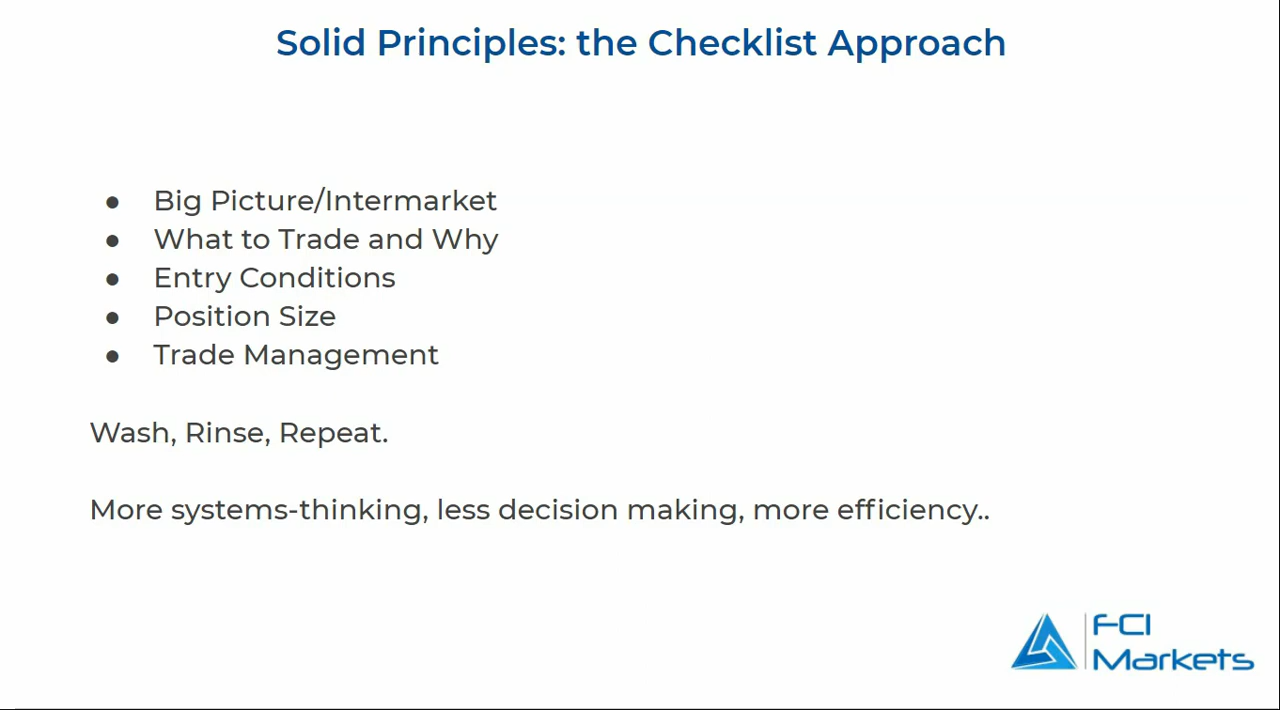 Solid Principles: the Checklist Approach
● Big Picture/Intermarket
● What to Trade and Why
● Entry Conditions
● Position Size
● Trade Management
Wash, Rinse, Repeat.
More systems-thinking, less decision making, more efficiency..
FCI
Markets